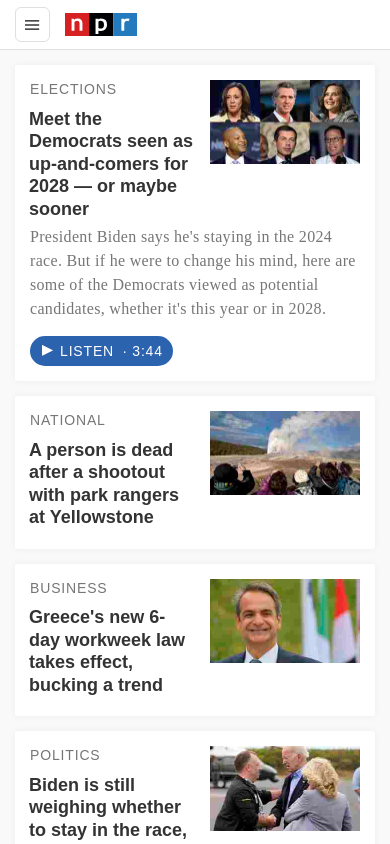 npr
ELECTIONS
Meet the
Democrats seen as
up-and-comers for
2028 — or maybe
sooner
President Biden says he's staying in the 2024
race. But if he were to change his mind, here are
some of the Democrats viewed as potential
candidates, whether it's this year or in 2028.
LISTEN · 3:44
NATIONAL
A person is dead
after a shootout
with park rangers
at Yellowstone
BUSINESS
Greece's new 6-
day workweek law
takes effect,
bucking a trend
POLITICS
Biden is still
weighing whether
to stay in the race,